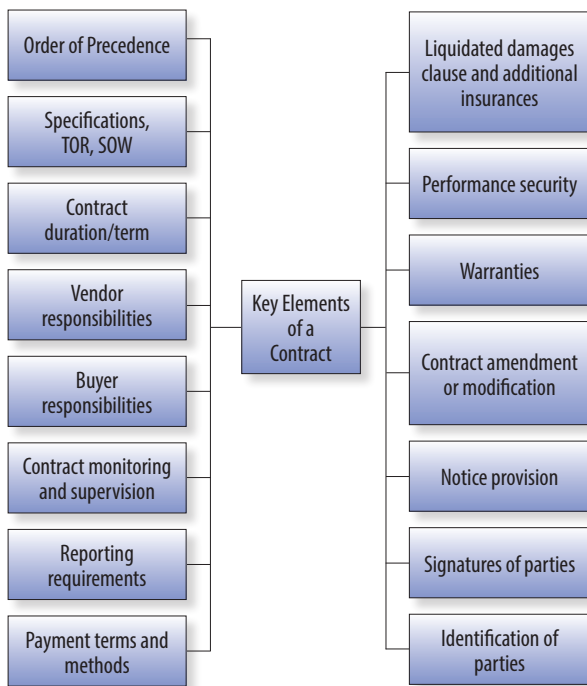 Order of Precedence
Specifications,
TOR, SOW
Contract
duration/term
Vendor
responsibilities
Buyer
responsibilities
Contract monitoring
and supervision
Reporting
requirements
Payment terms and
methods
Key Elements
of a
Contract
Liquidated damages
clause and additional
insurances
Performance security
Warranties
Contract amendment
or modification
Notice provision
Signatures of parties
Identification of
parties